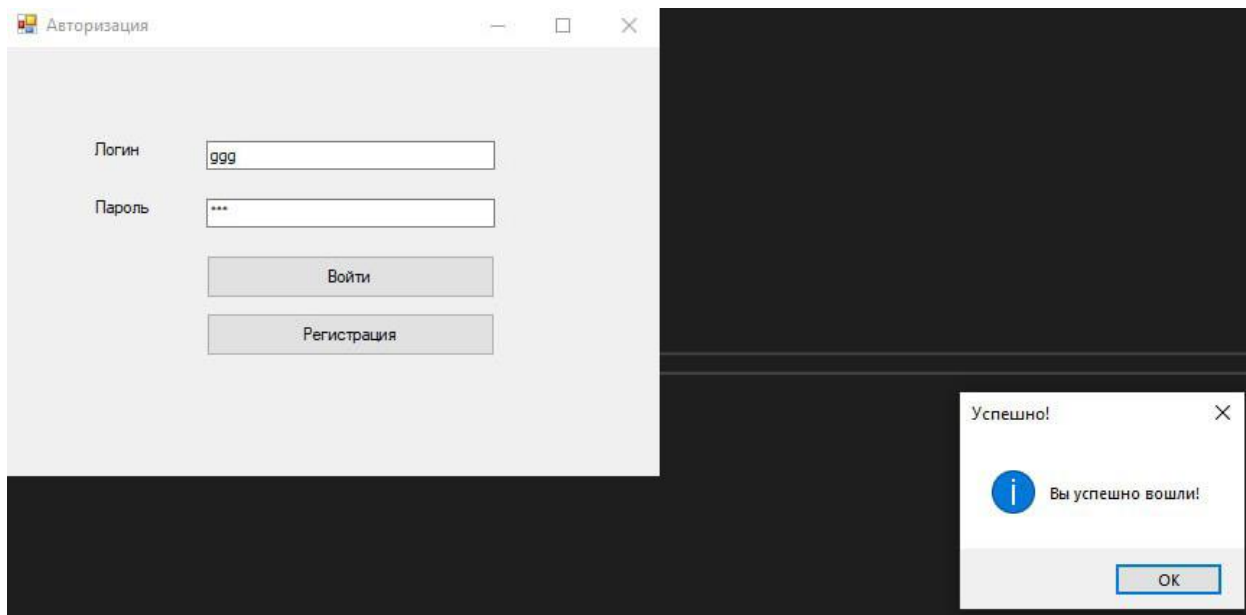 Авторизация
Логин
ggg
Пароль
***
Войти
Регистрация
Успешно!
Вы успешно вошли!
OK